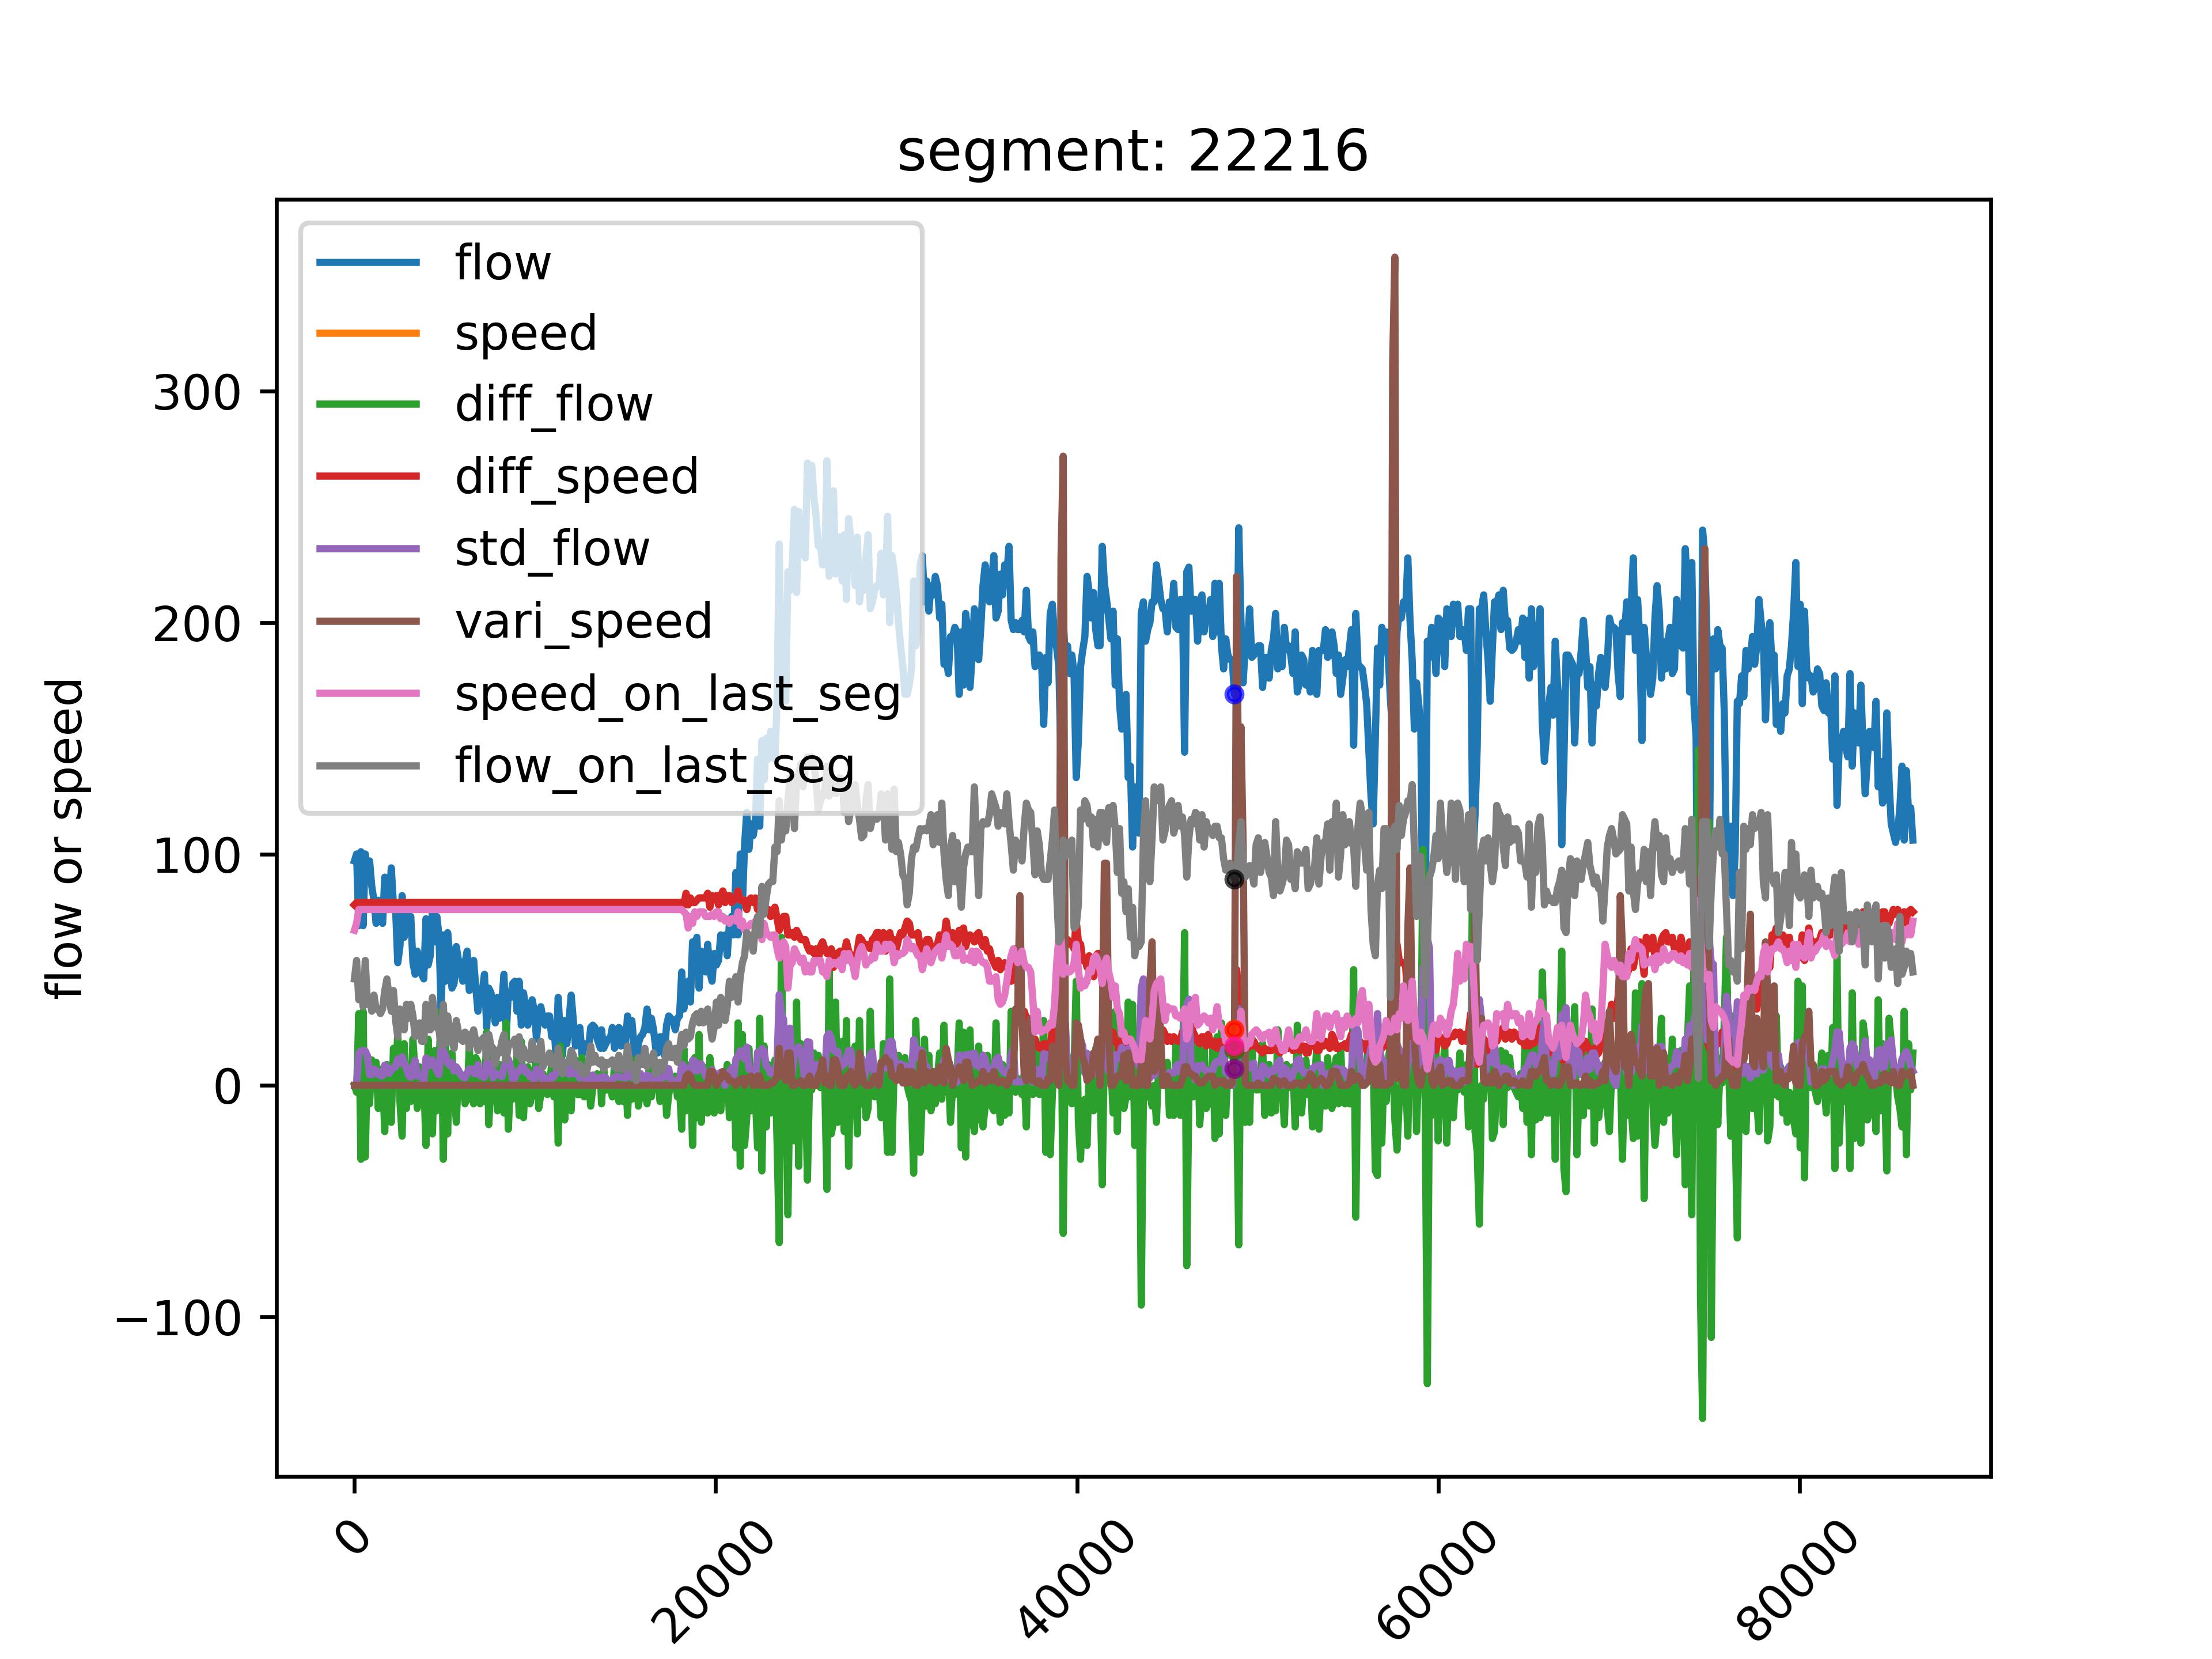 segment: 22216
flow
speed
diff_flow
diff_speed
std_flow
vari_speed
speed_on_last_seg
flow_on_last_seg
flow or speed
300
200
100
0
−100
0
20000
40000
60000
80000